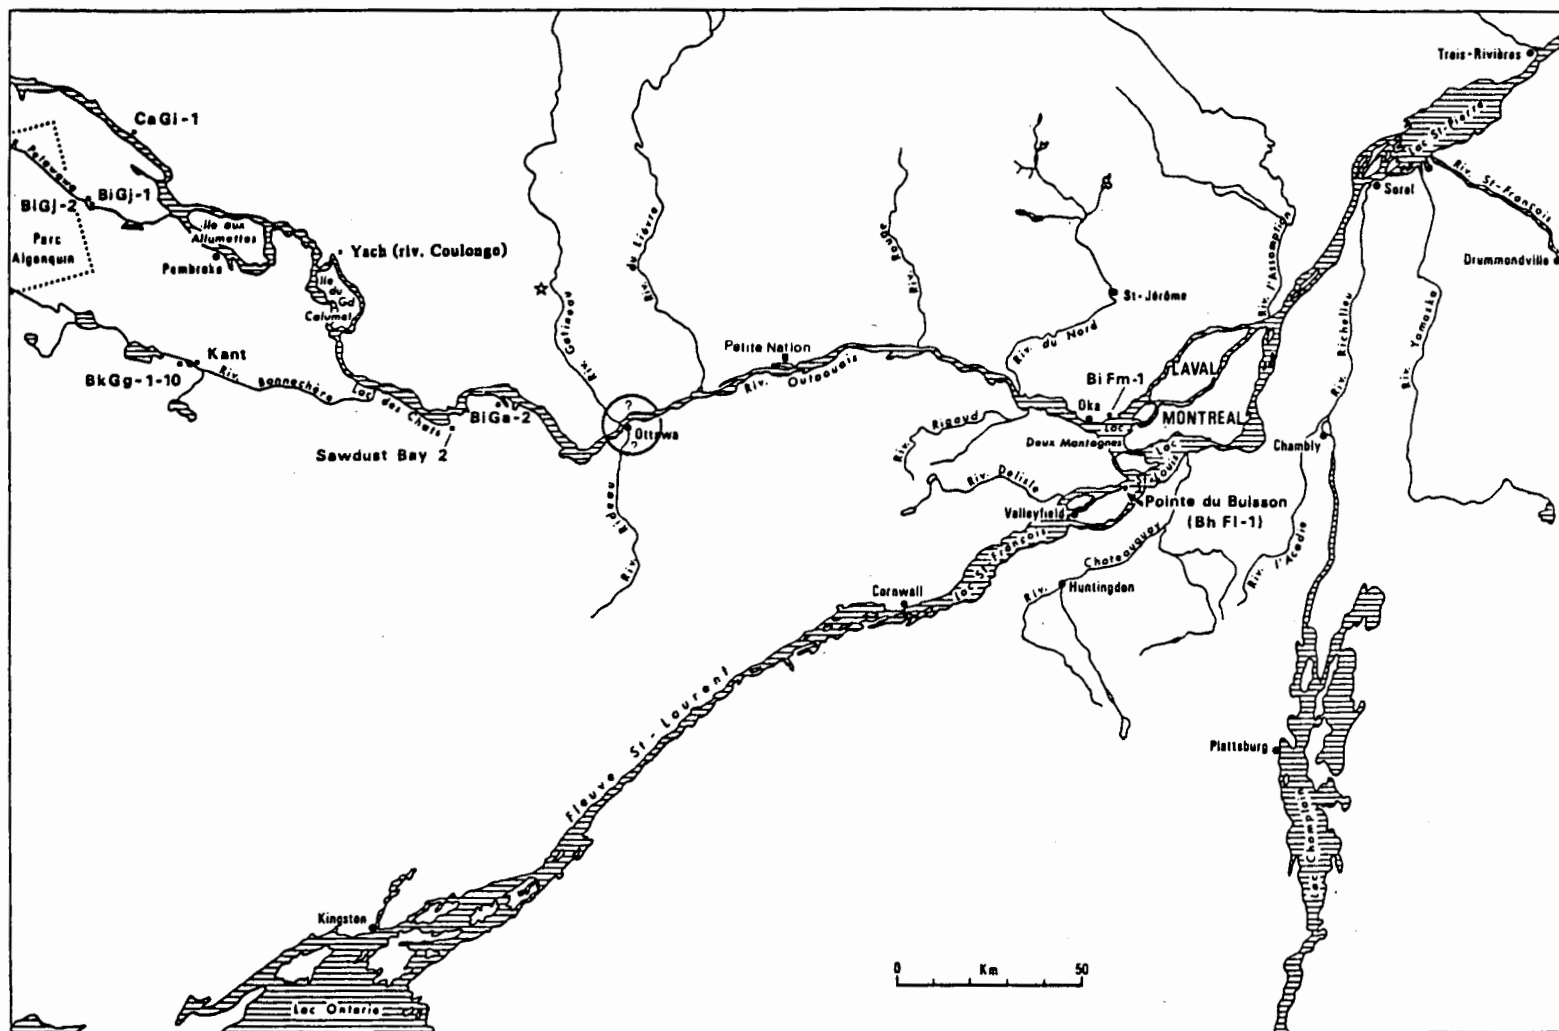 Trois-Rivières
CaGi-1
Lac St-Pierre
R. Petawawa
BiGj-1
Riv. St-François
BiGj-2
Sorel
Riv. du Lièvre
Ile aux
Allumettes
Riv. l'Assomption
Parc
Algonquin
Riv. Rouge
Yach (riv. Coulongo)
Pembroke
Drummondville
Ile
du
Gd
Calumet
St-Jérôme
Riv. Gatineau
Riv. du Nord
Riv. Richelieu
Riv. Yamaska
Petite Nation
Kant
Riv. Outaouais
LAVAL
BkGg-1-10
Riv. Bonnechère
Bi Fm-1
Lac des Chats
BiGa-2
Oka
MONTRÉAL
?
Ottawa
?
Riv. Rigaud
Lac
Deux Montagnes
Chambly
Sawdust Bay 2
Lac St-Louis
Riv. Delisle
Pointe du Buisson
(Bh Fl-1)
Valleyfield
Riv. Rideau
Lac St-François
Riv. Chateauguay
Riv. l'Acadie
Huntingdon
Cornwall
Fleuve St-Laurent
Plattsburg
Lac Champlain
Kingston
0 Km 50
Lac Ontario